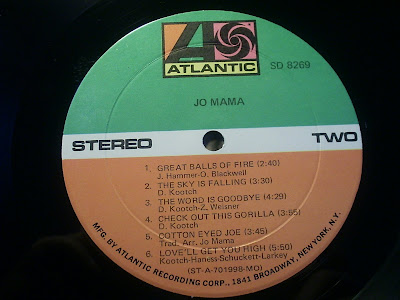 ATLANTIC
SD 8269
JO MAMA
STEREO TWO
1. GREAT BALLS OF FIRE (2:40)
J. Hammer-O. Blackwell
2. THE SKY IS FALLING (3:30)
D. Kootch
3. THE WORD IS GOODBYE (4:29)
D. Kootch-Z. Weisner
4. CHECK OUT THIS GORILLA (3:55)
D. Kootch
5. COTTON EYED JOE (3:45)
Trad. Arr. Jo Mama
6. LOVE'LL GET YOU HIGH (5:50)
Kootch-Haness-Schuckett-Larkey
(ST-A-701998-MO)
MFG. BY ATLANTIC RECORDING CORP., 1841 BROADWAY, NEW YORK, N.Y.